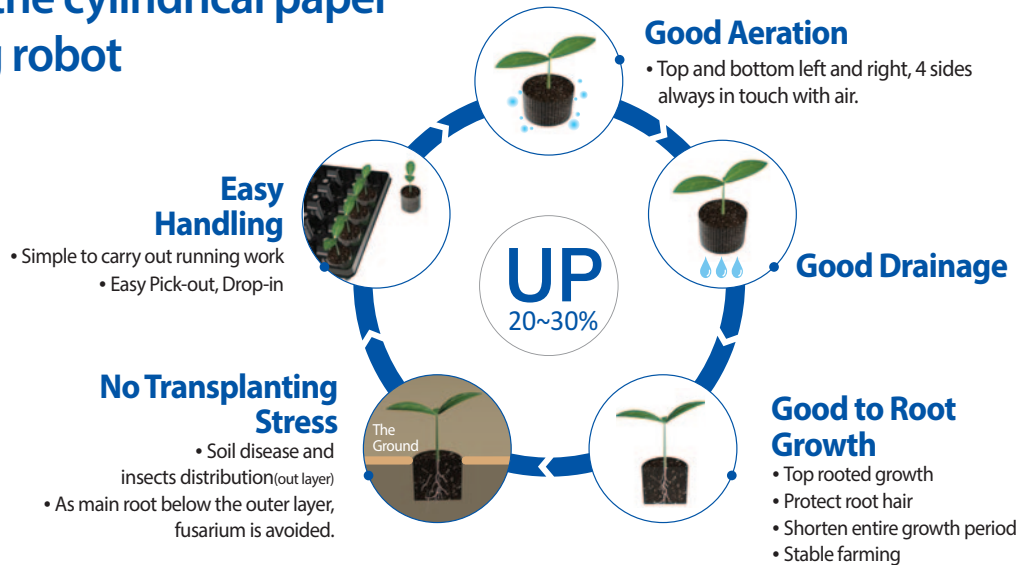 the cylindrical paper
robot
Good Aeration
• Top and bottom left and right, 4 sides
always in touch with air.
Easy
Handling
• Simple to carry out running work
• Easy Pick-out, Drop-in
UP
20~30%
Good Drainage
No Transplanting
Stress
• Soil disease and
insects distribution(out layer)
• As main root below the outer layer,
fusarium is avoided.
The
Ground
Good to Root
Growth
• Top rooted growth
• Protect root hair
• Shorten entire growth period
• Stable farming